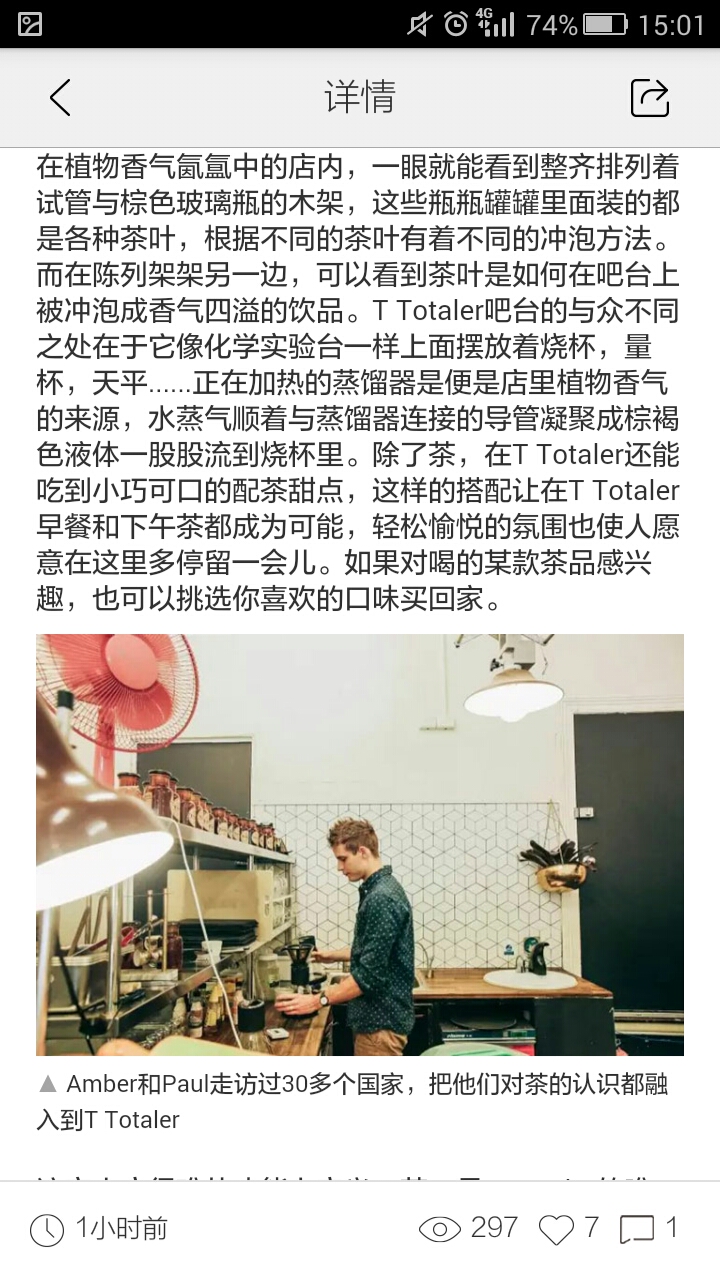 4G 74% 15:01
详情
在植物香气氤氲中的店内，一眼就能看到整齐排列着
试管与棕色玻璃瓶的木架，这些瓶瓶罐罐里面装的都
是各种茶叶，根据不同的茶叶有着不同的冲泡方法。
而在陈列架架另一边，可以看到茶叶是如何在吧台上
被冲泡成香气四溢的饮品。T Totaler吧台的与众不同
之处在于它像化学实验台一样上面摆放着烧杯，量
杯，天平......正在加热的蒸馏器是便是店里植物香气
的来源，水蒸气顺着与蒸馏器连接的导管凝聚成棕褐
色液体一股股流到烧杯里。除了茶，在T Totaler还能
吃到小巧可口的配茶甜点，这样的搭配让在T Totaler
早餐和下午茶都成为可能，轻松愉悦的氛围也使人愿
意在这里多停留一会儿。如果对喝的某款茶品感兴
趣，也可以挑选你喜欢的口味买回家。
▲ Amber和Paul走访过30多个国家，把他们对茶的认识都融
入到T Totaler
1小时前 297 7 1